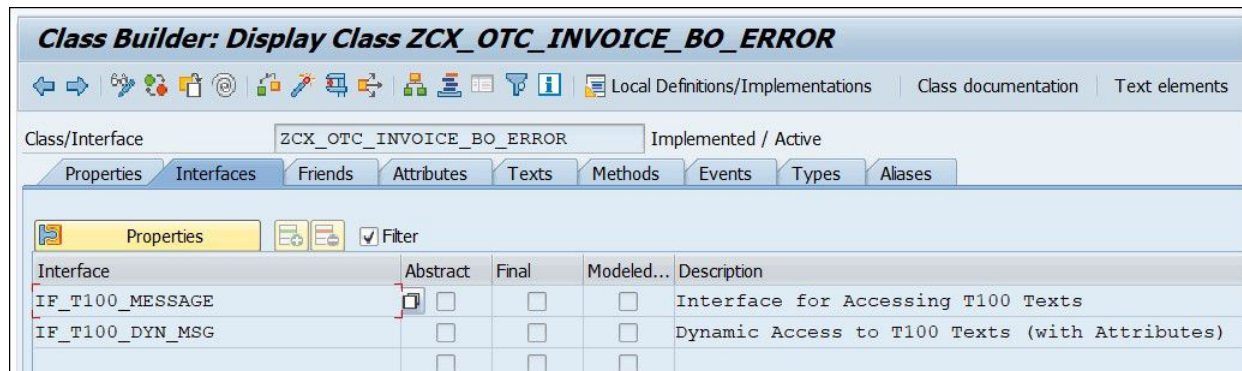 Class Builder: Display Class ZCX_OTC_INVOICE_BO_ERROR
Local Definitions/Implementations Class documentation Text elements
Class/Interface ZCX_OTC_INVOICE_BO_ERROR Implemented / Active
Properties Interfaces Friends Attributes Texts Methods Events Types Aliases
Properties Filter
Interface Abstract Final Modeled... Description
IF_T100_MESSAGE Interface for Accessing T100 Texts
IF_T100_DYN_MSG Dynamic Access to T100 Texts (with Attributes)